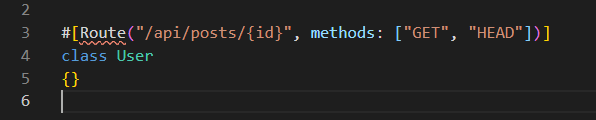 2
3 #[Route("/api/posts/{id}", methods: ["GET", "HEAD"])]
4 class User
5 {}
6